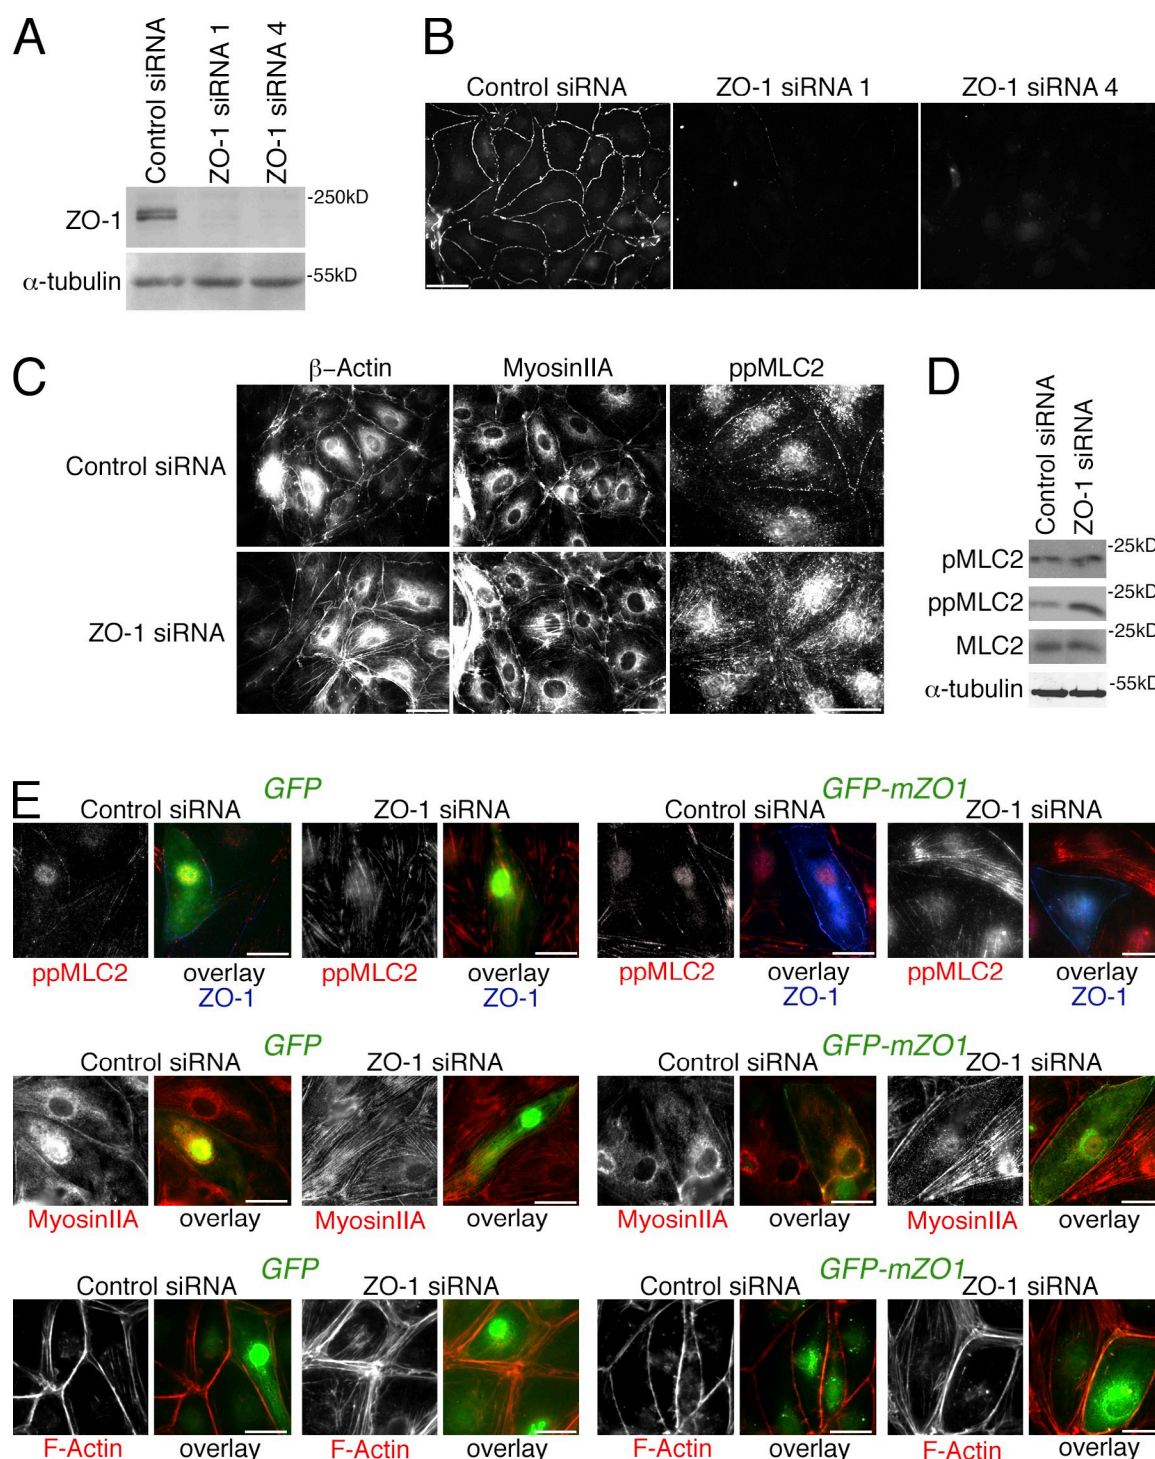 A
Control siRNA
ZO-1 siRNA 1
ZO-1 siRNA 4
-250kD
ZO-1
α-tubulin
-55kD
B
Control siRNA
ZO-1 siRNA 1
ZO-1 siRNA 4
C
β–Actin
MyosinIIA
ppMLC2
Control siRNA
ZO-1 siRNA
D
Control siRNA
ZO-1 siRNA
pMLC2
-25kD
ppMLC2
-25kD
MLC2
-25kD
α-tubulin
-55kD
E
GFP
GFP-mZO1
Control siRNA
ZO-1 siRNA
Control siRNA
ZO-1 siRNA
ppMLC2
overlay
ppMLC2
overlay
ppMLC2
overlay
ppMLC2
overlay
ZO-1
ZO-1
ZO-1
ZO-1
GFP
GFP-mZO1
Control siRNA
ZO-1 siRNA
Control siRNA
ZO-1 siRNA
MyosinIIA
overlay
MyosinIIA
overlay
MyosinIIA
overlay
MyosinIIA
overlay
GFP
GFP-mZO1
Control siRNA
ZO-1 siRNA
Control siRNA
ZO-1 siRNA
F-Actin
overlay
F-Actin
overlay
F-Actin
overlay
F-Actin
overlay